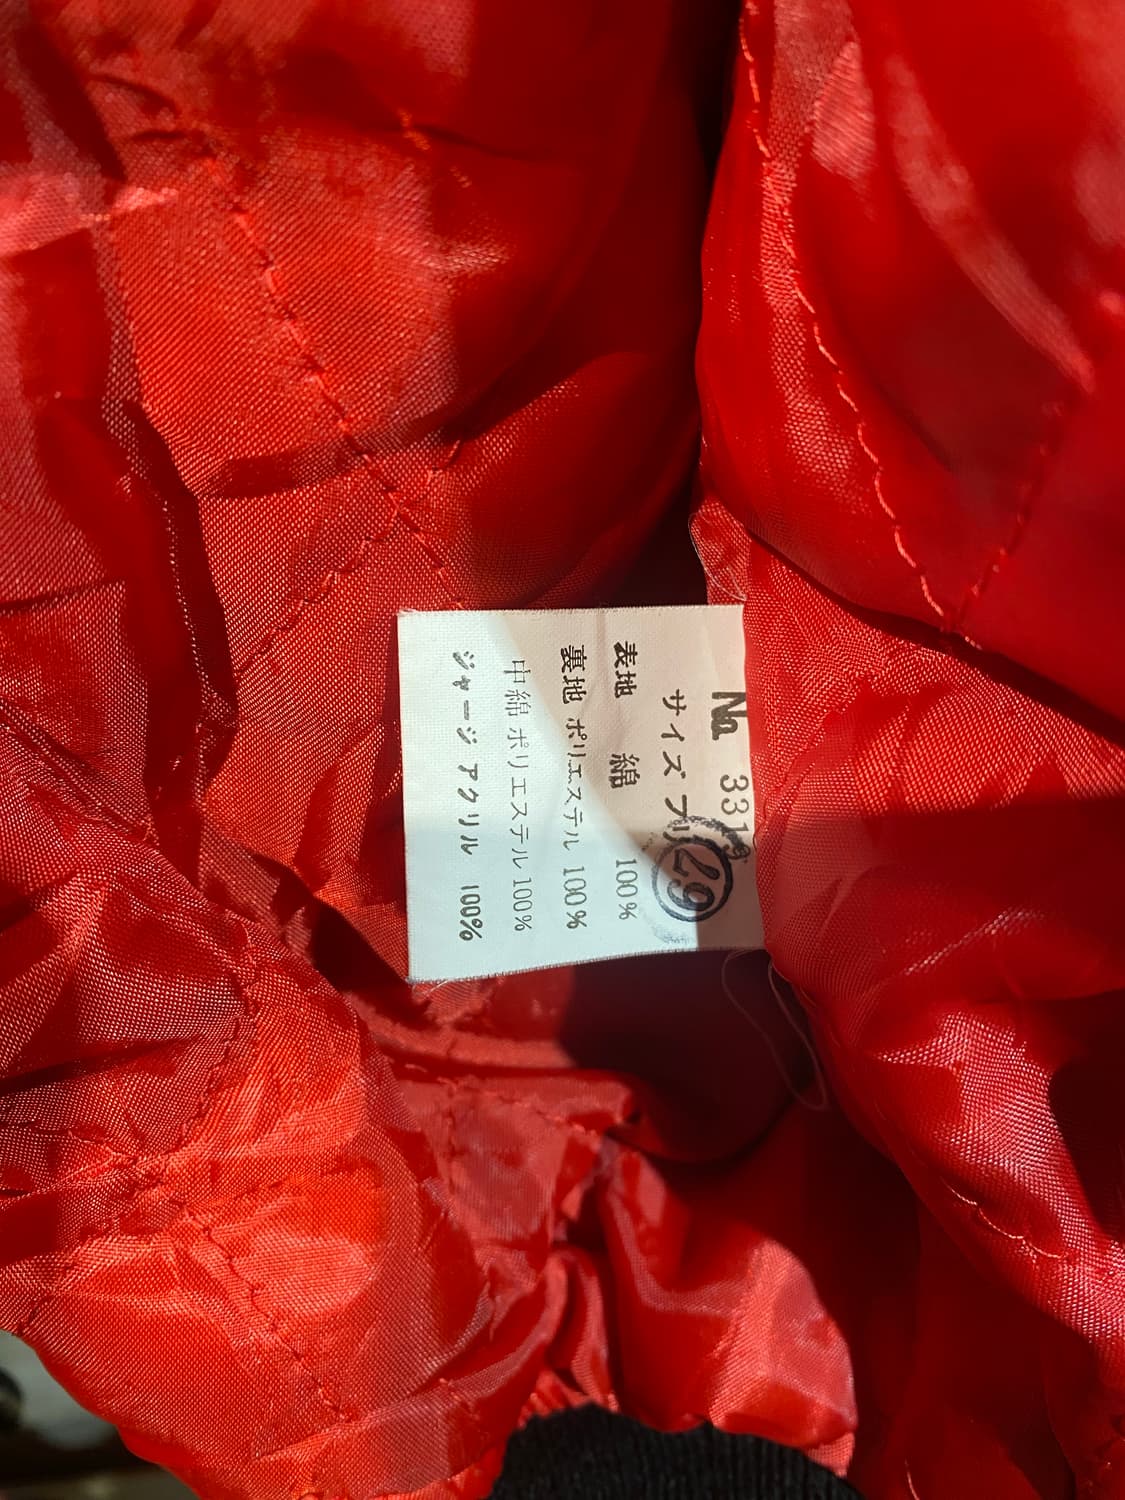 No. 331
サイズ フリ
29
表地 綿 100%
裏地 ポリエステル 100%
中綿 ポリエステル 100%
ジャージ アクリル 100%